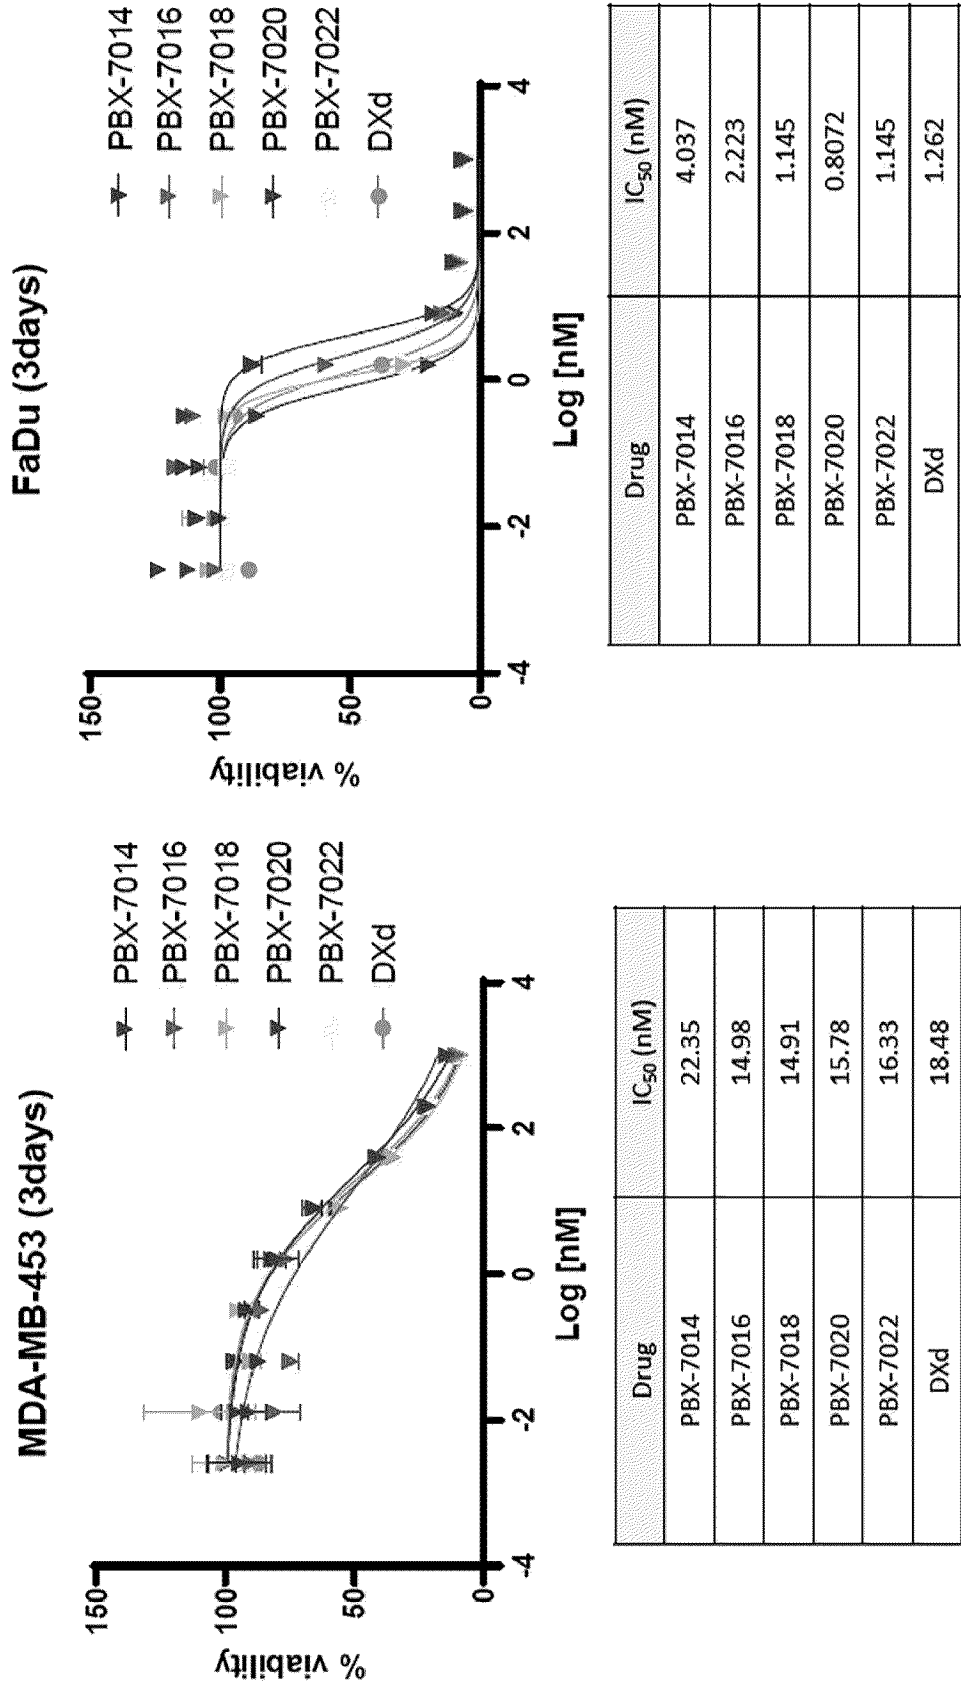 MDA-MB-453 (3days)
% viability
150
100
50
0
-4
-2
0
2
4
Log [nM]
PBX-7014
PBX-7016
PBX-7018
PBX-7020
PBX-7022
DXd
Drug IC50 (nM)
PBX-7014 22.35
PBX-7016 14.98
PBX-7018 14.91
PBX-7020 15.78
PBX-7022 16.33
DXd 18.48
FaDu (3days)
% viability
150
100
50
0
-4
-2
0
2
4
Log [nM]
PBX-7014
PBX-7016
PBX-7018
PBX-7020
PBX-7022
DXd
Drug IC50 (nM)
PBX-7014 4.037
PBX-7016 2.223
PBX-7018 1.145
PBX-7020 0.8072
PBX-7022 1.145
DXd 1.262